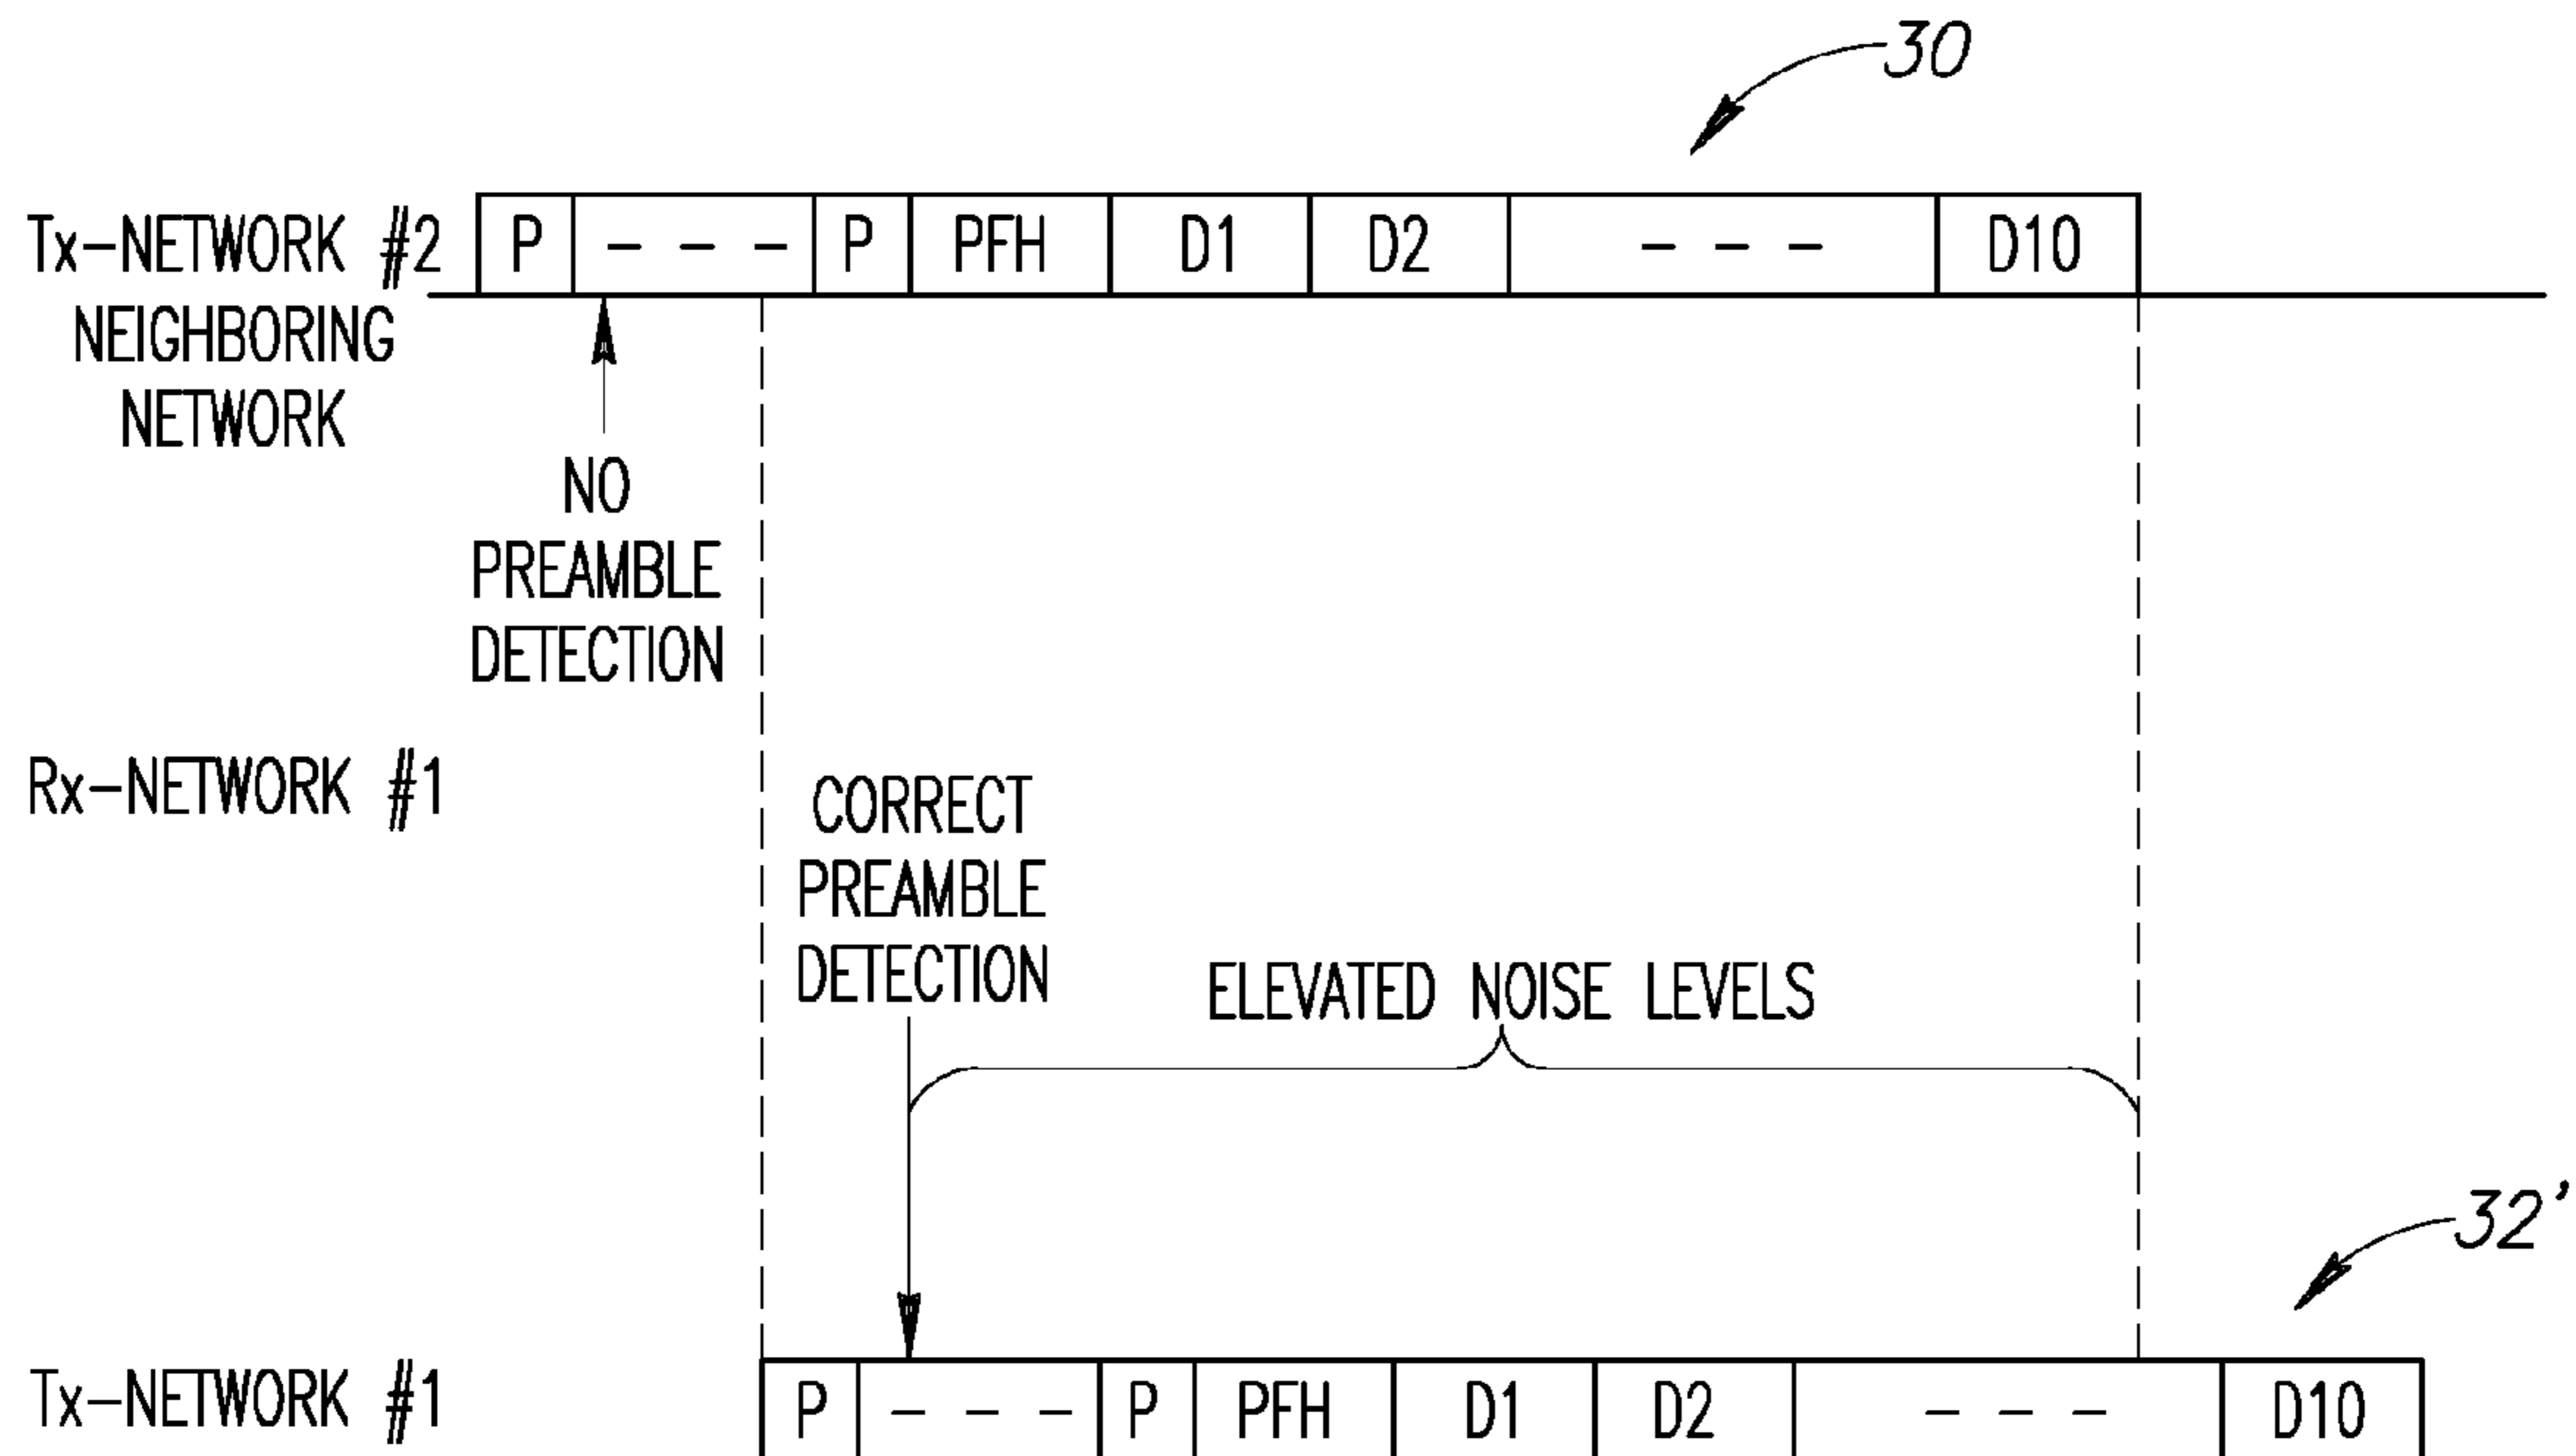 30
Tx-NETWORK #2
NEIGHBORING
NETWORK
P - - - P PFH D1 D2 - - - D10
NO
PREAMBLE
DETECTION
Rx-NETWORK #1
CORRECT
PREAMBLE
DETECTION
ELEVATED NOISE LEVELS
32'
Tx-NETWORK #1
P - - - P PFH D1 D2 - - - D10